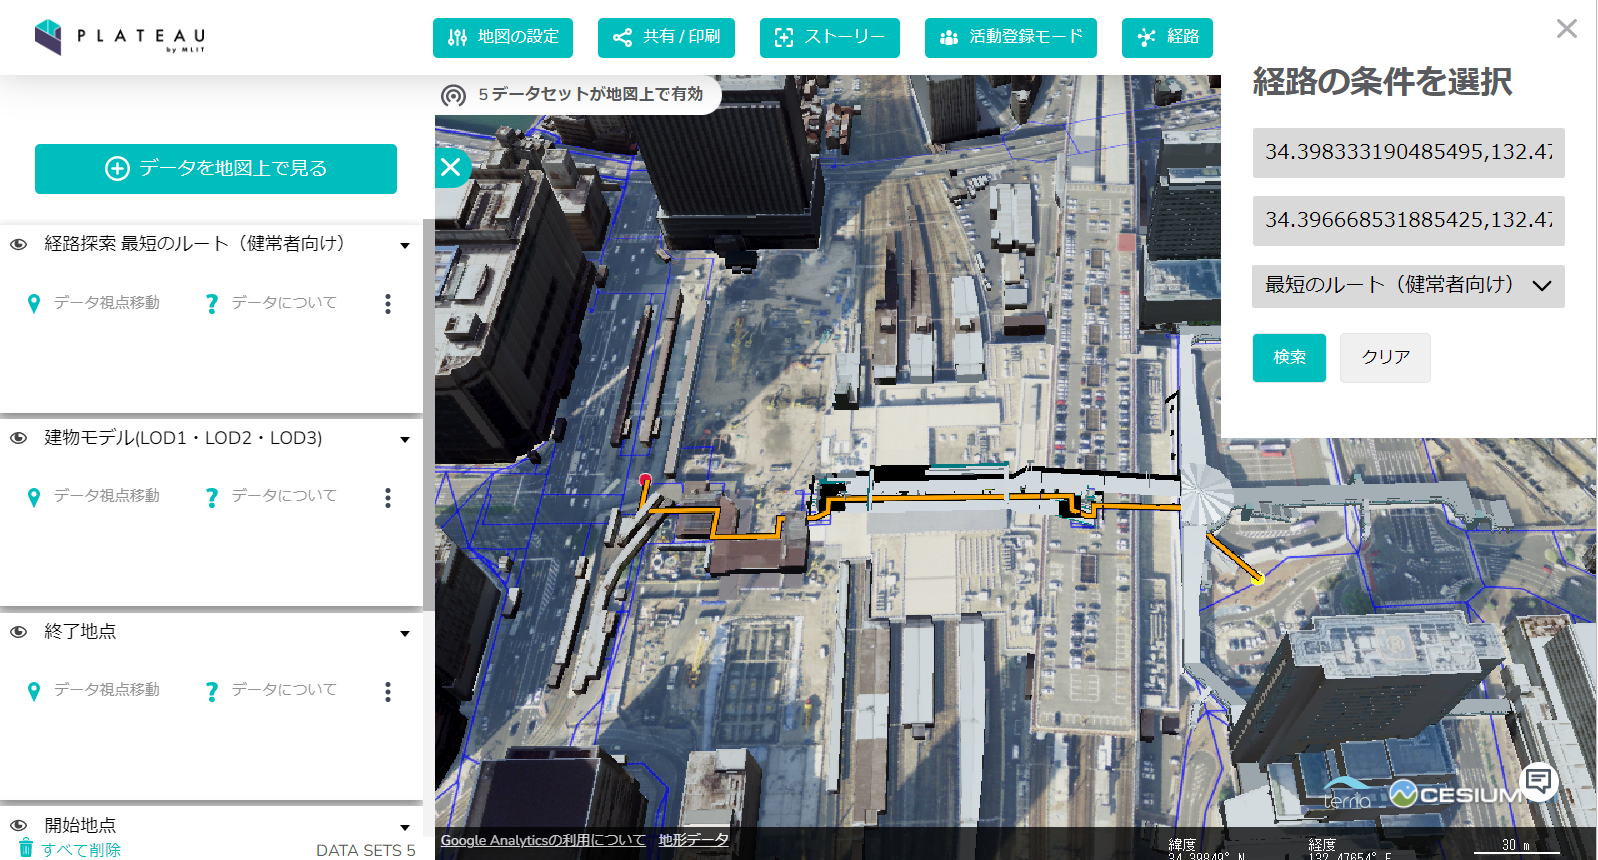 PLATEAU
by MLIT
地図の設定
共有 / 印刷
ストーリー
活動登録モード
経路
5 データセットが地図上で有効
データを地図上で見る
経路探索 最短のルート（健常者向け）
データ視点移動
データについて
建物モデル(LOD1・LOD2・LOD3)
データ視点移動
データについて
終了地点
データ視点移動
データについて
開始地点
すべて削除
DATA SETS 5
経路の条件を選択
34.398333190485495,132.47
34.396668531885425,132.47
最短のルート（健常者向け）
検索
クリア
terria
CESIUM
Google Analyticsの利用について
地形データ
緯度
34.39849° N
経度
132.47654° E
30 m